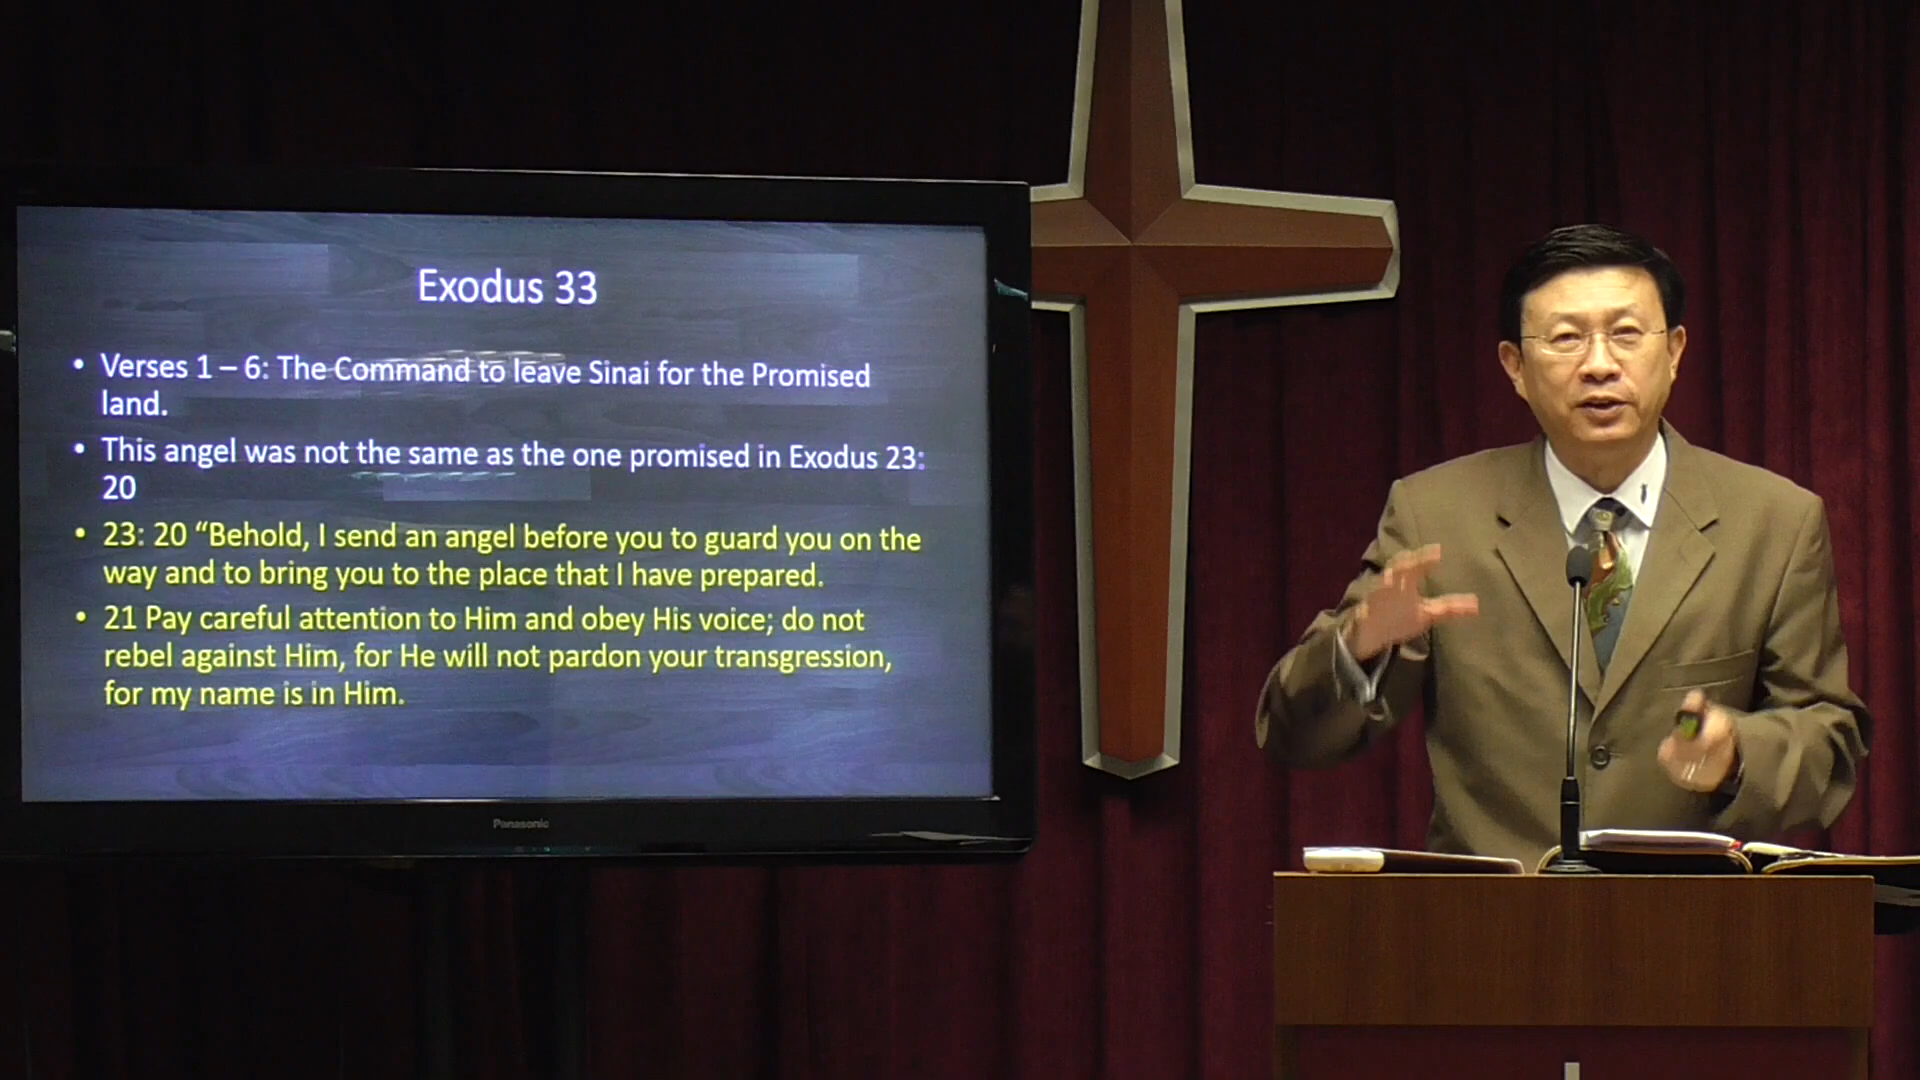 Exodus 33
• Verses 1 – 6: The Command to leave Sinai for the Promised
land.
• This angel was not the same as the one promised in Exodus 23:
20
• 23: 20 “Behold, I send an angel before you to guard you on the
way and to bring you to the place that I have prepared.
• 21 Pay careful attention to Him and obey His voice; do not
rebel against Him, for He will not pardon your transgression,
for my name is in Him.
Panasonic